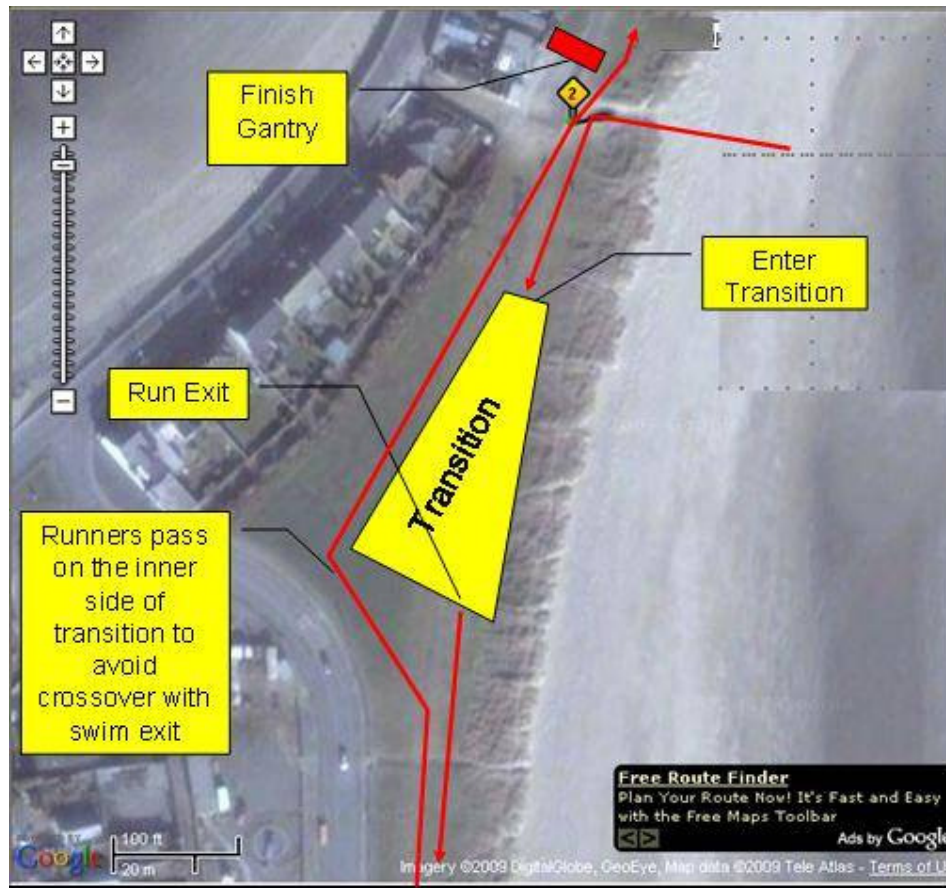 Finish
Gantry
2
Enter
Transition
Run Exit
Transition
Runners pass
on the inner
side of
transition to
avoid
crossover with
swim exit
Free Route Finder
Plan Your Route Now! It's Fast and Easy
with the Free Maps Toolbar
Ads by Google
POWERED BY
Google
100 ft
20 m
Imagery ©2009 DigitalGlobe, GeoEye, Map data ©2009 Tele Atlas - Terms of U